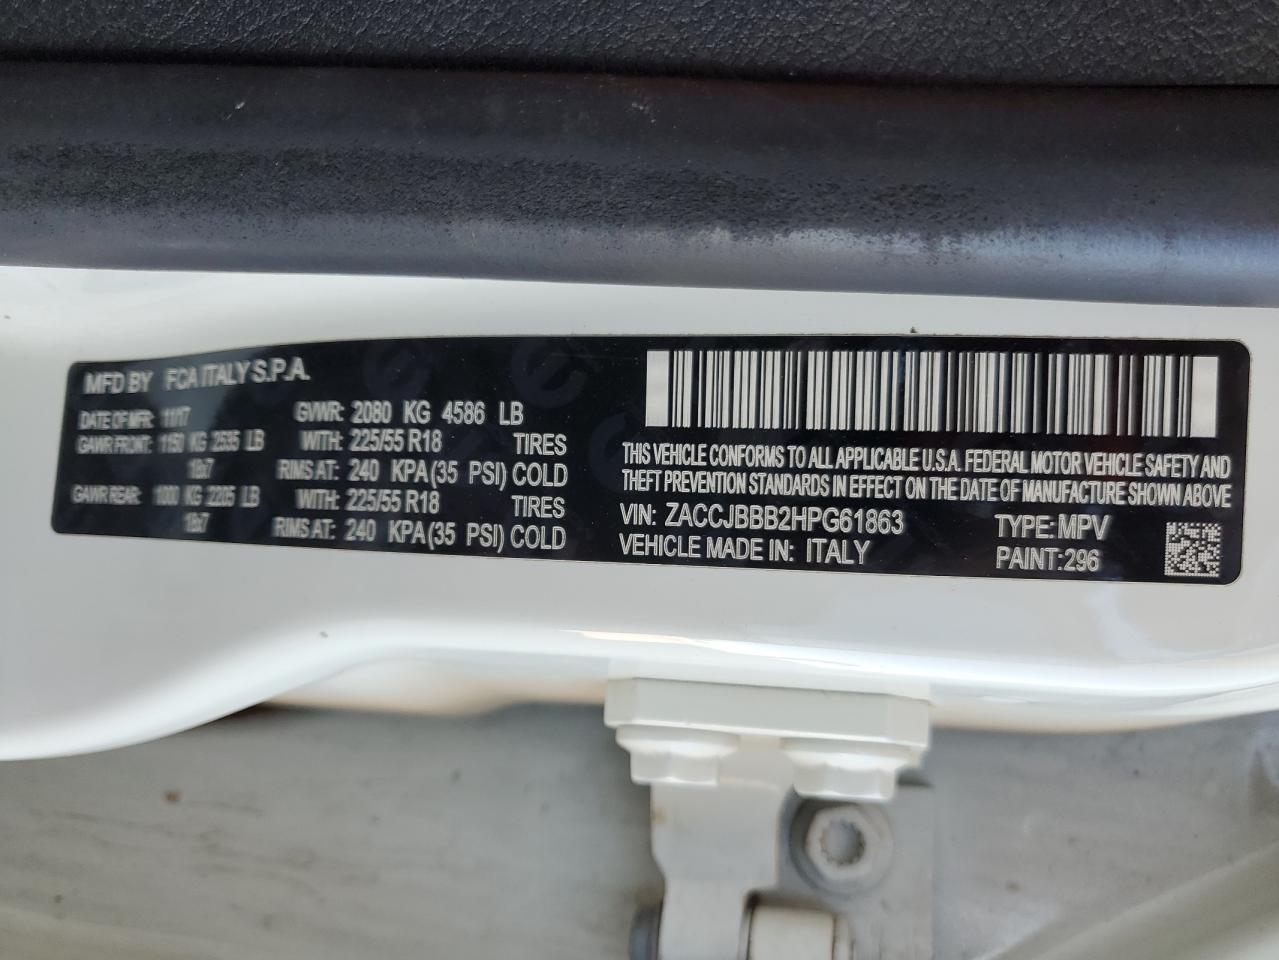 MFD BY FCA ITALY S.P.A.
DATE OF MFR: 11/17 GVWR: 2080 KG 4586 LB
GAWR FRONT: 1150 KG 2535 LB WITH: 225/55 R18 TIRES
18x7 RIMS AT: 240 KPA(35 PSI) COLD
GAWR REAR: 1000 KG 2205 LB WITH: 225/55 R18 TIRES
18x7 RIMS AT: 240 KPA(35 PSI) COLD
THIS VEHICLE CONFORMS TO ALL APPLICABLE U.S.A. FEDERAL MOTOR VEHICLE SAFETY AND
THEFT PREVENTION STANDARDS IN EFFECT ON THE DATE OF MANUFACTURE SHOWN ABOVE
VIN: ZACCJBBB2HPG61863 TYPE: MPV
VEHICLE MADE IN: ITALY PAINT:296